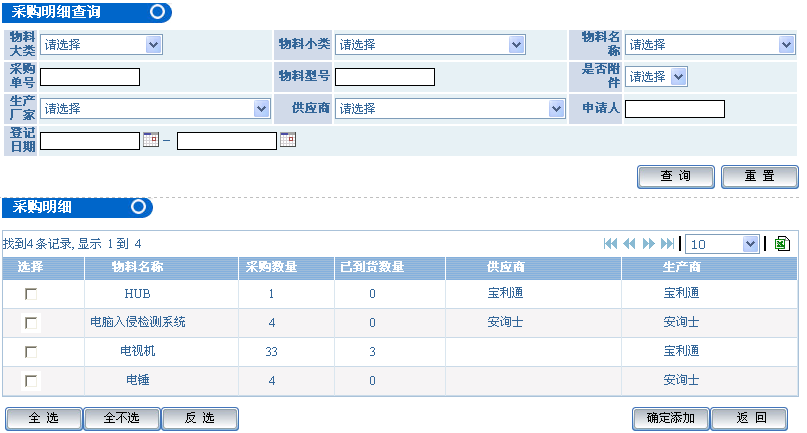 采购明细查询
物料大类 请选择 物料小类 请选择 物料名称 请选择
采购单号 物料型号 是否附件 请选择
生产厂家 请选择 供应商 请选择 申请人
登记日期 –
查 询 重 置
采购明细
找到4条记录, 显示 1 到 4 10
选择 物料名称 采购数量 已到货数量 供应商 生产商
HUB 1 0 宝利通 宝利通
电脑入侵检测系统 4 0 安询士 安询士
电视机 33 3 宝利通
电锤 4 0 安询士
全 选 全不选 反 选 确定添加 返 回